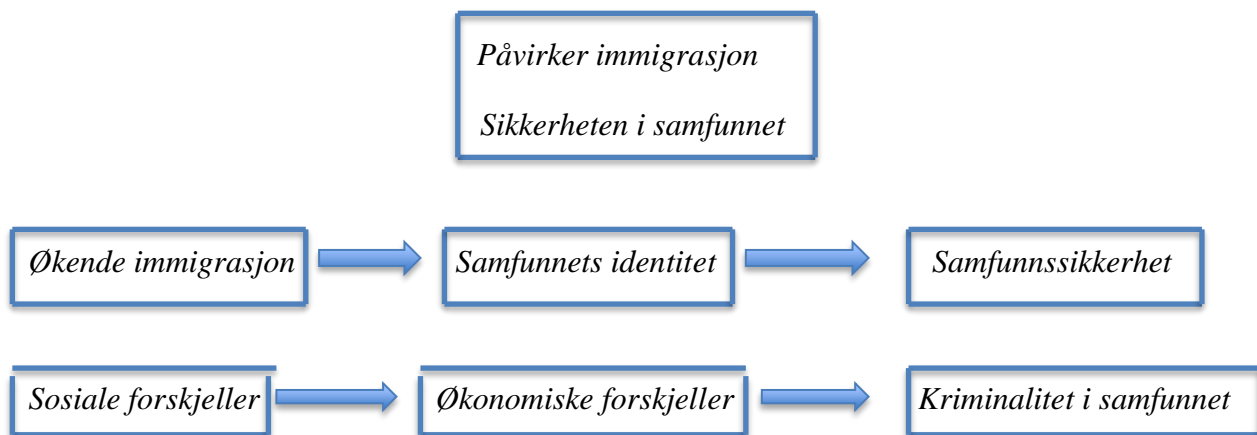 Påvirker immigrasjon
Sikkerheten i samfunnet
Økende immigrasjon
Samfunnets identitet
Samfunnssikkerhet
Sosiale forskjeller
Økonomiske forskjeller
Kriminalitet i samfunnet